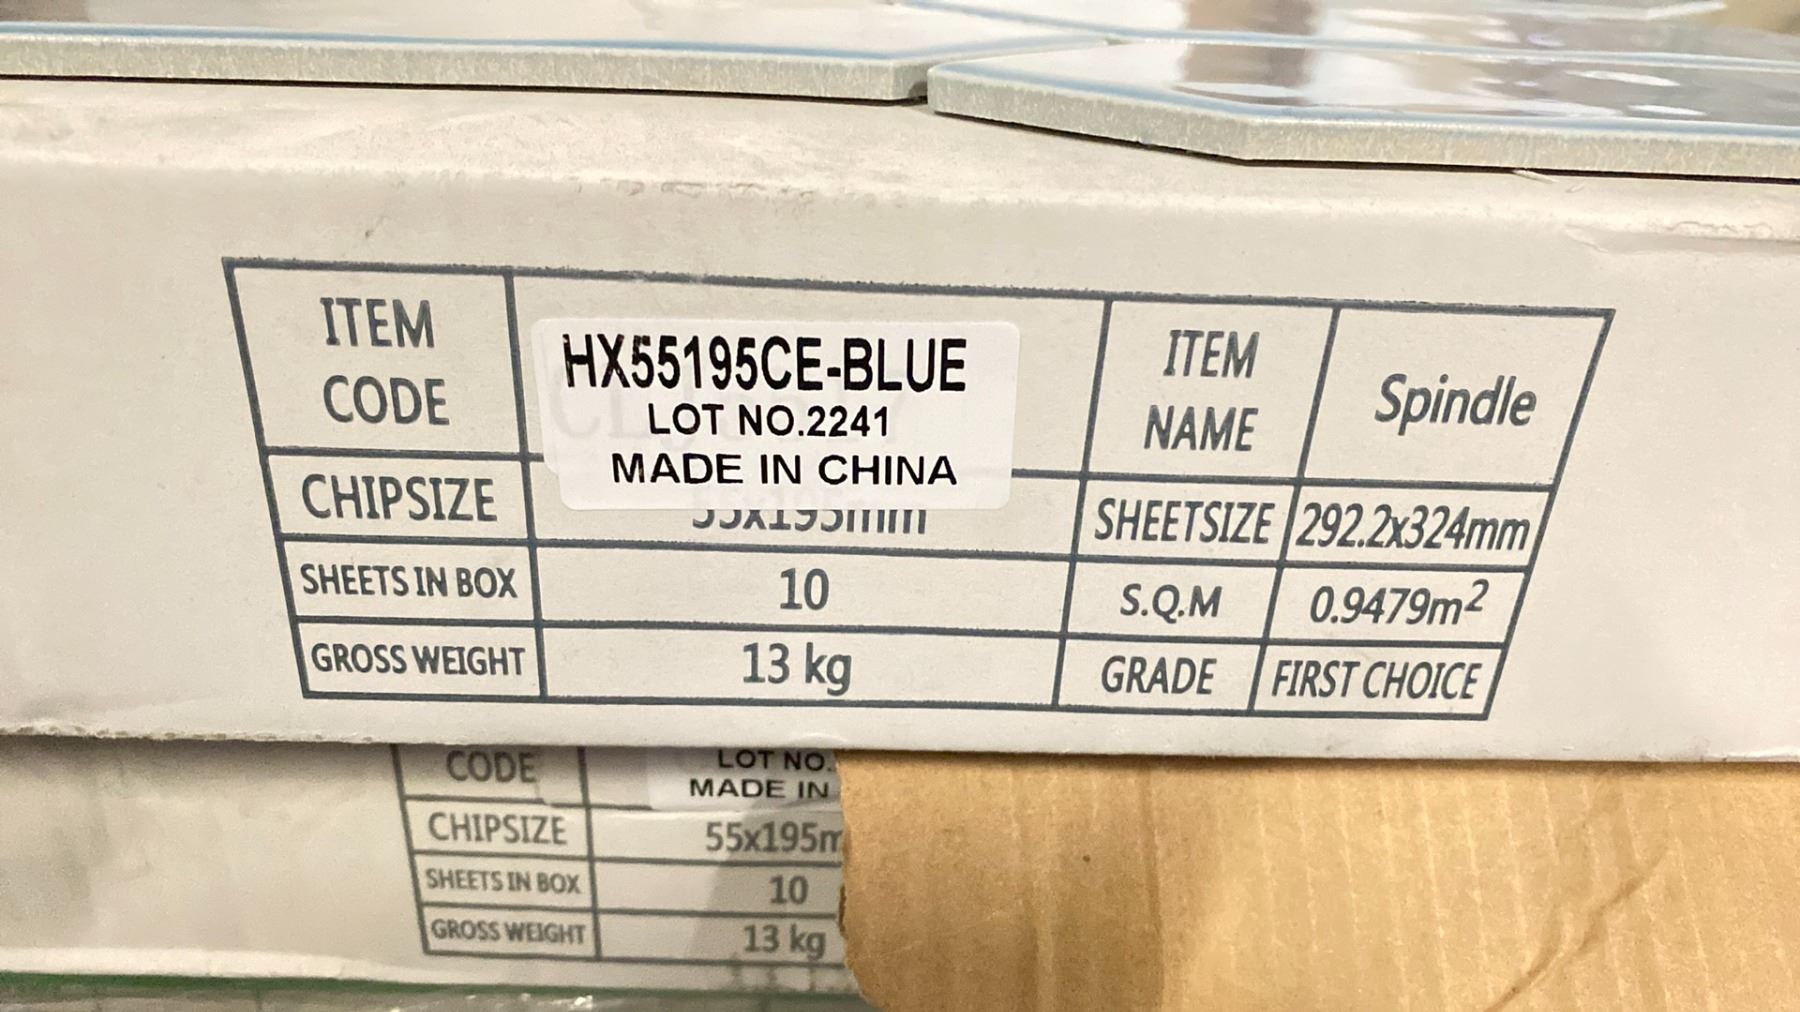 ITEM CODE
HX55195CE-BLUE
LOT NO.2241
MADE IN CHINA
ITEM NAME
Spindle
CHIPSIZE
55x195mm
SHEETSIZE
292.2x324mm
SHEETS IN BOX
10
S.Q.M
0.9479m²
GROSS WEIGHT
13 kg
GRADE
FIRST CHOICE
CODE
LOT NO.
MADE IN
CHIPSIZE
55x195m
SHEETS IN BOX
10
GROSS WEIGHT
13 kg